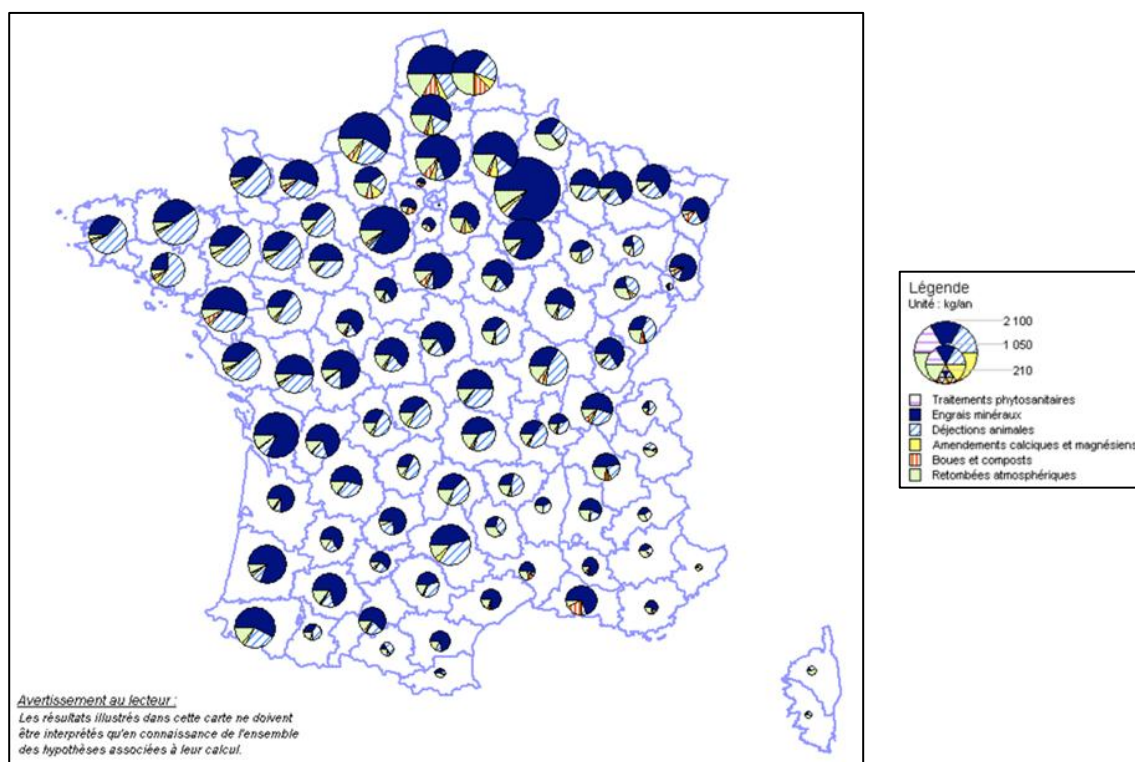 Avertissement au lecteur :
Les résultats illustrés dans cette carte ne doivent
être interprétés qu'en connaissance de l'ensemble
des hypothèses associées à leur calcul.
Légende
Unité : kg/an
2 100
1 050
210
Traitements phytosanitaires
Engrais minéraux
Déjections animales
Amendements calciques et magnésiens
Boues et composts
Retombées atmosphériques